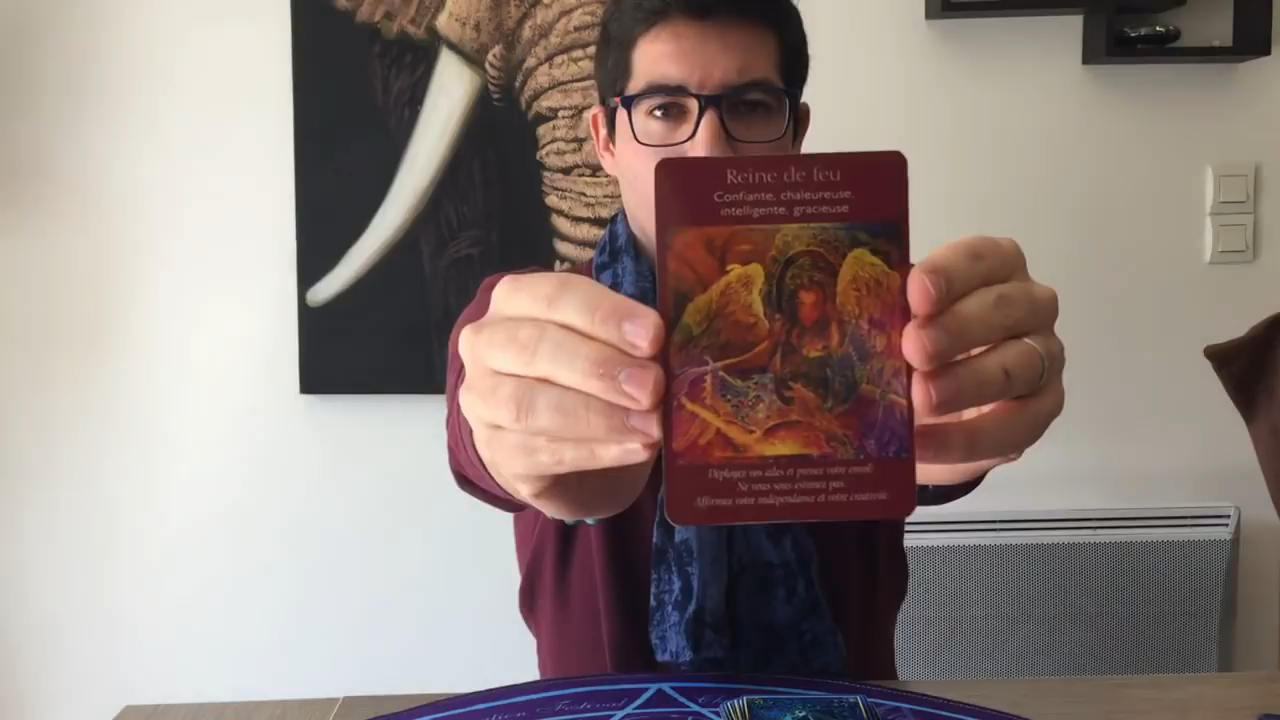 Reine de feu
Confiante, chaleureuse,
intelligente, gracieuse
Déployez vos ailes et prenez votre envol!
Ne vous sous-estimez pas.
Affirmez votre indépendance et votre créativité.
Festival